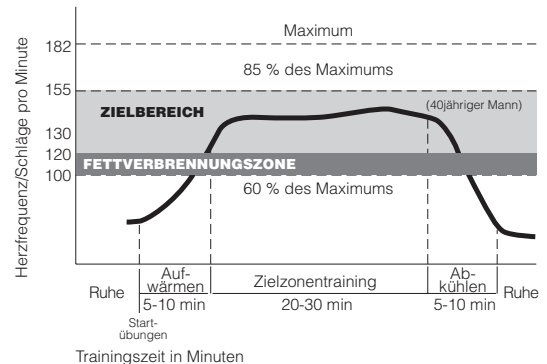 Herzfrequenz/Schläge pro Minute
Maximum
182
85 % des Maximums
155
ZIELBEREICH
(40jähriger Mann)
130
120
FETTVERBRENNUNGSZONE
100
60 % des Maximums
Ruhe
Auf-
wärmen
Zielzonentraining
Ab-
kühlen
Ruhe
5-10 min
20-30 min
5-10 min
Start-
übungen
Trainingszeit in Minuten